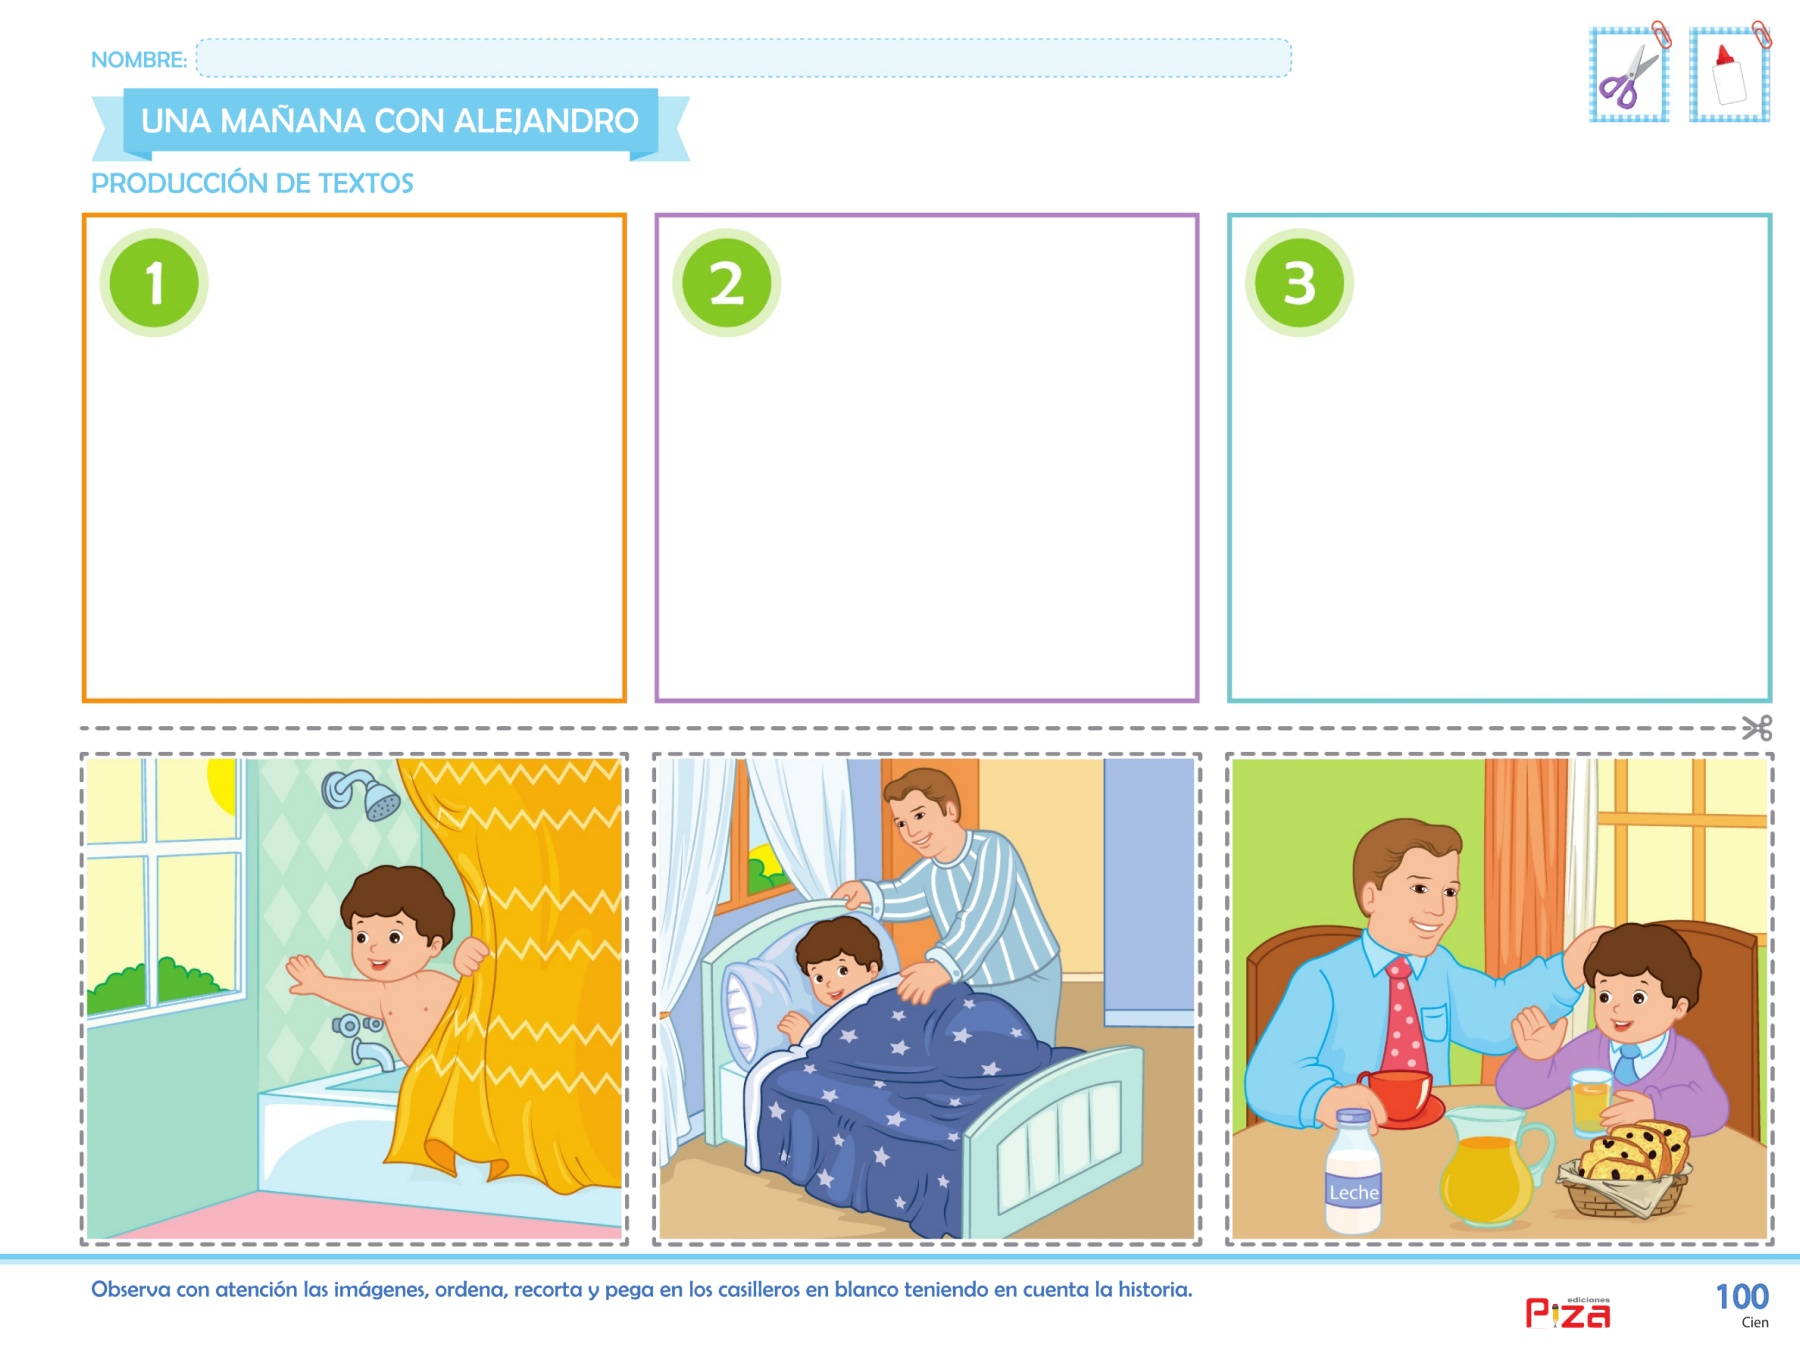 NOMBRE:
UNA MAÑANA CON ALEJANDRO
PRODUCCIÓN DE TEXTOS
1
2
3
Leche
Observa con atención las imágenes, ordena, recorta y pega en los casilleros en blanco teniendo en cuenta la historia.
ediciones
Piza
100
Cien